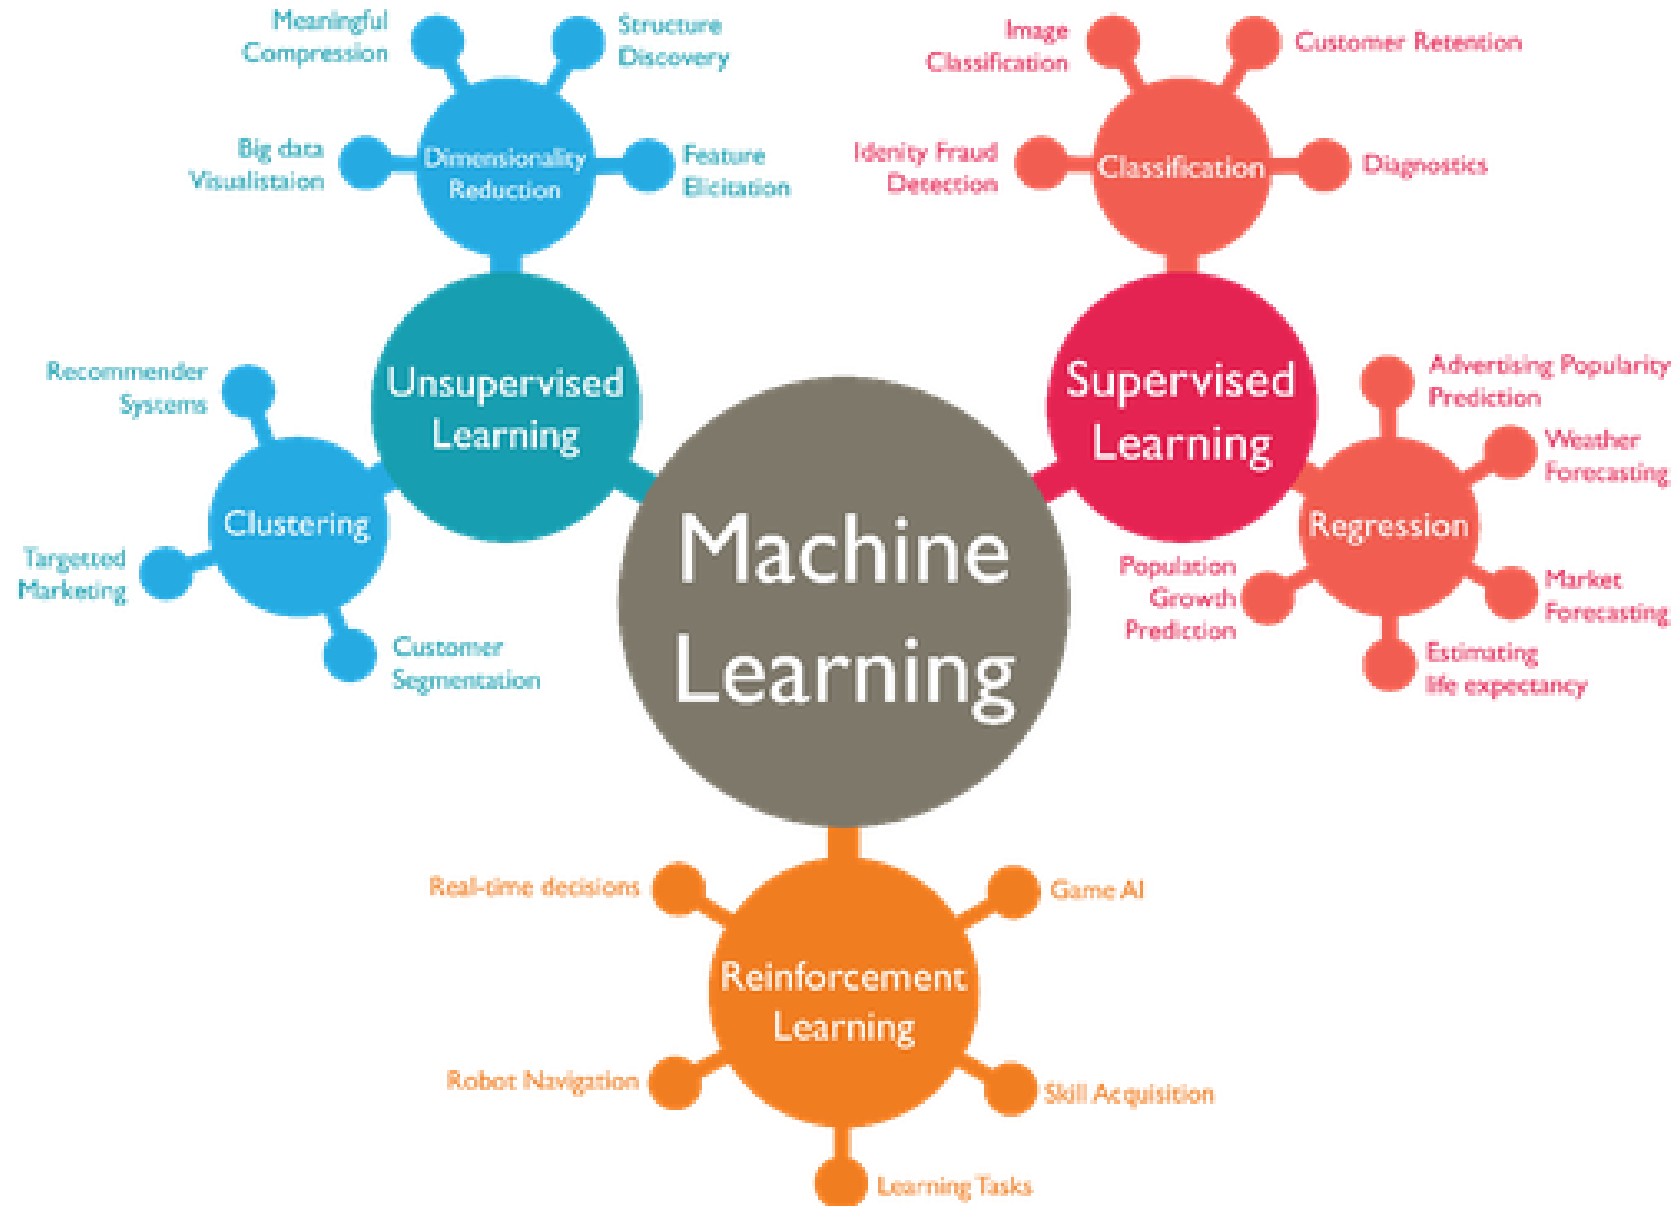 Meaningful
Compression
Structure
Discovery
Big data
Visualistaion
Dimensionality
Reduction
Feature
Elicitation
Image
Classification
Customer Retention
Idenity Fraud
Detection
Classification
Diagnostics
Unsupervised
Learning
Supervised
Learning
Recommender
Systems
Clustering
Targetted
Marketing
Customer
Segmentation
Advertising Popularity
Prediction
Weather
Forecasting
Regression
Population
Growth
Prediction
Market
Forecasting
Estimating
life expectancy
Machine
Learning
Real-time decisions
Game AI
Reinforcement
Learning
Robot Navigation
Skill Acquisition
Learning Tasks